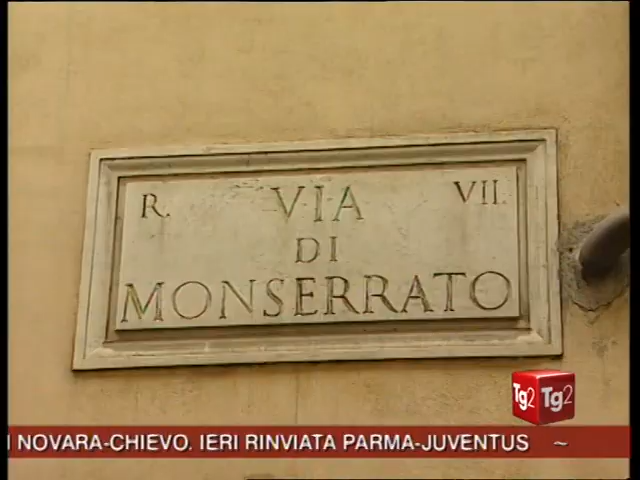 R. VIA VII.
DI
MONSERRATO
Tg2 Tg2
NOVARA-CHIEVO. IERI RINVIATA PARMA-JUVENTUS ~